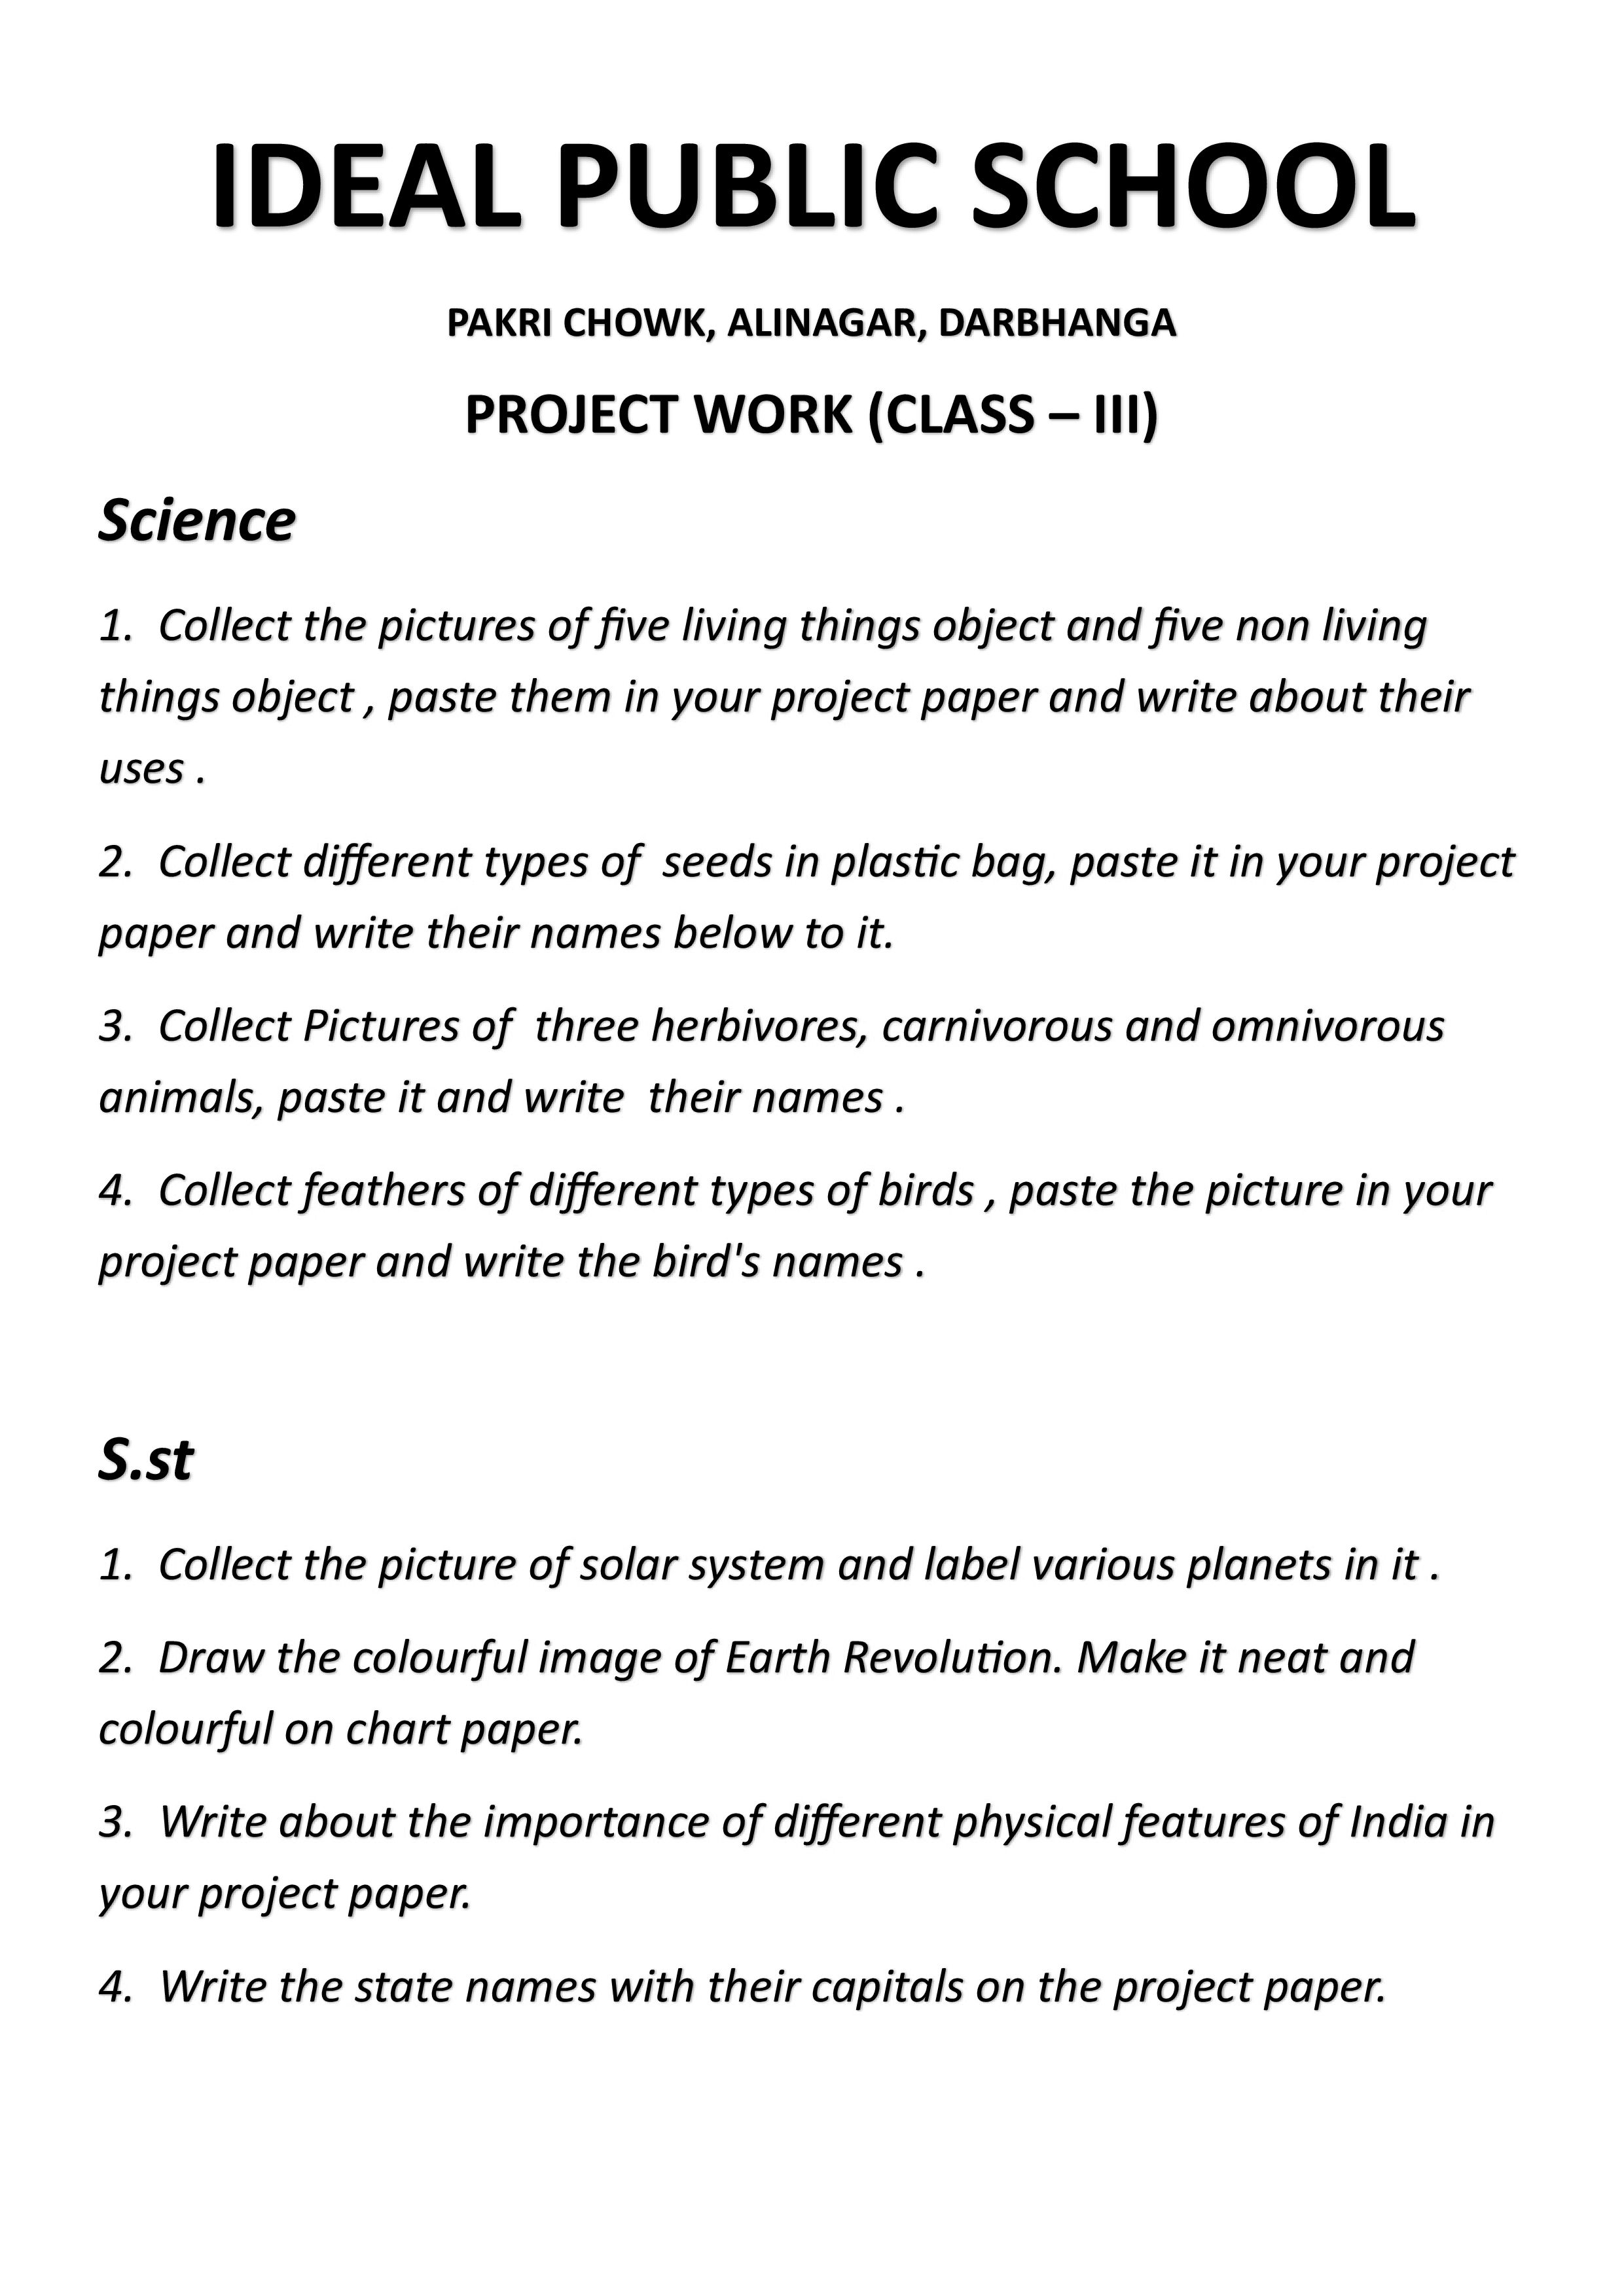 IDEAL PUBLIC SCHOOL
PAKRI CHOWK, ALINAGAR, DARBHANGA
PROJECT WORK (CLASS – III)
Science
1.  Collect the pictures of five living things object and five non living
things object , paste them in your project paper and write about their
uses .
2.  Collect different types of  seeds in plastic bag, paste it in your project
paper and write their names below to it.
3.  Collect Pictures of  three herbivores, carnivorous and omnivorous
animals, paste it and write  their names .
4.  Collect feathers of different types of birds , paste the picture in your
project paper and write the bird's names .
S.st
1.  Collect the picture of solar system and label various planets in it .
2.  Draw the colourful image of Earth Revolution. Make it neat and
colourful on chart paper.
3.  Write about the importance of different physical features of India in
your project paper.
4.  Write the state names with their capitals on the project paper.